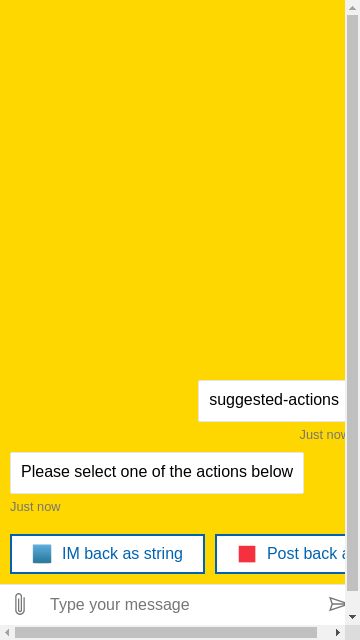 suggested-actions
Just now
Please select one of the actions below
Just now
IM back as string
Post back a
Type your message